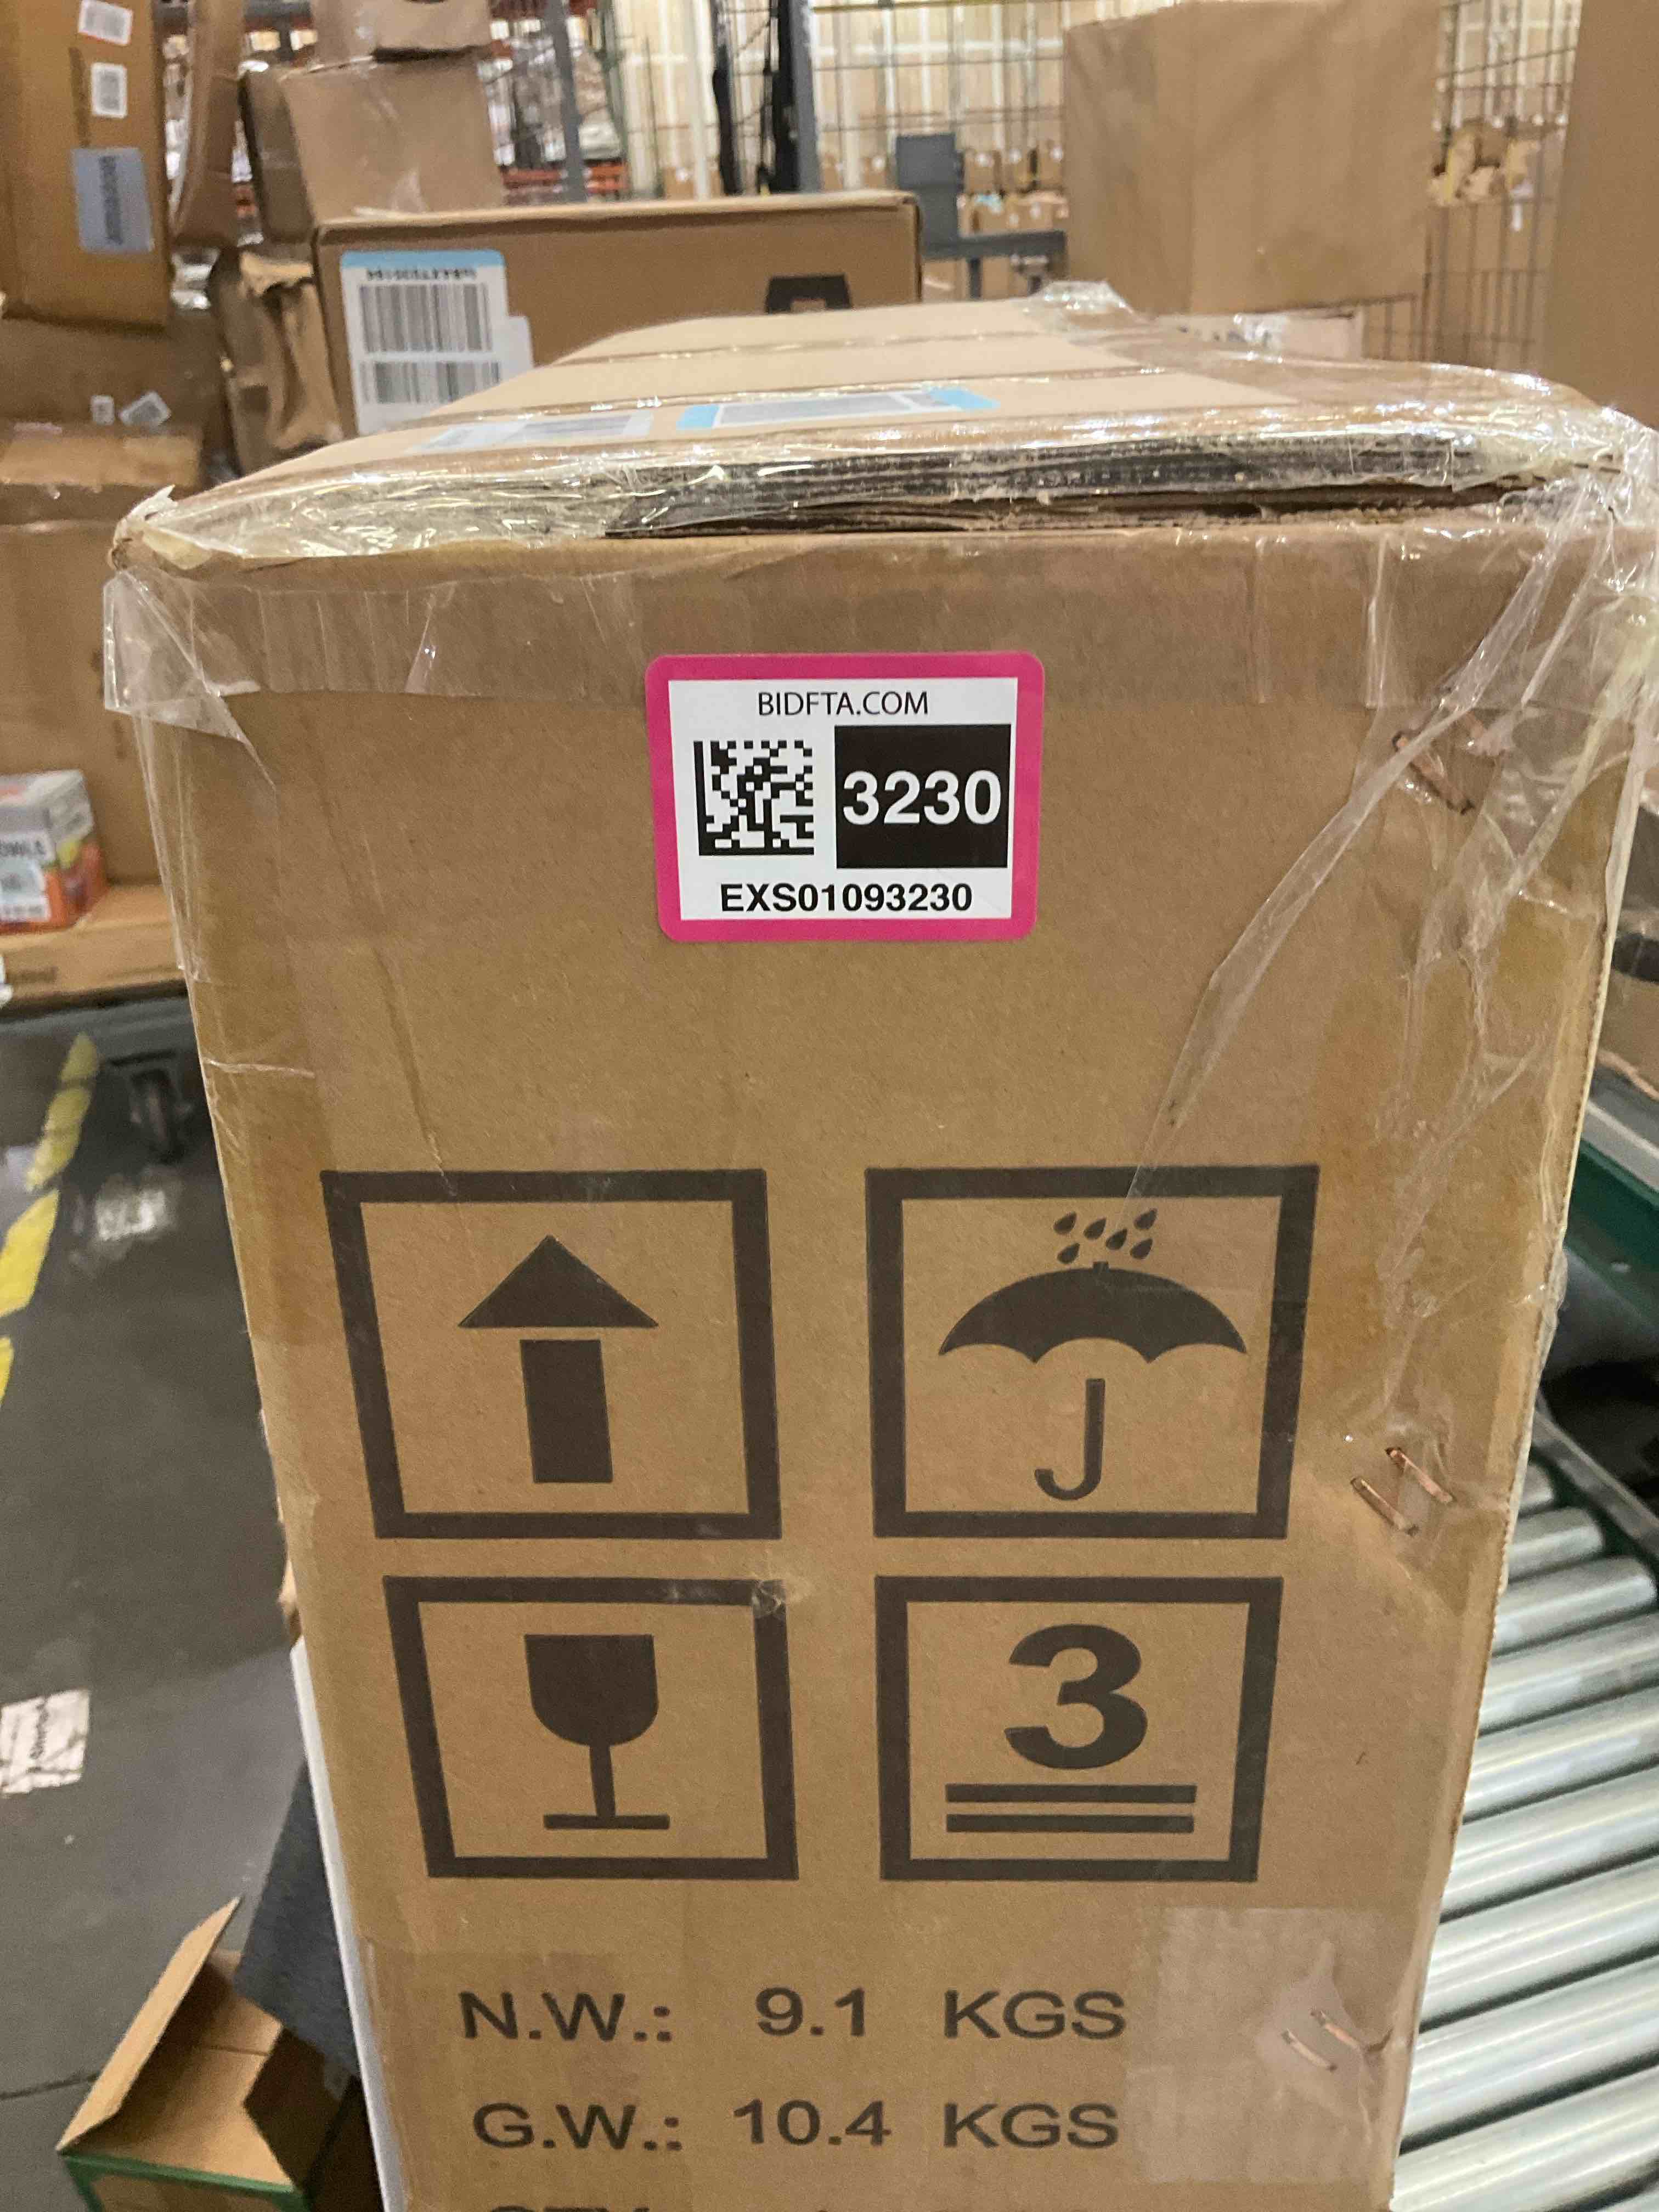 BIDFTA.COM
3230
EXS01093230
3
N.W.: 9.1 KGS
G.W.: 10.4 KGS